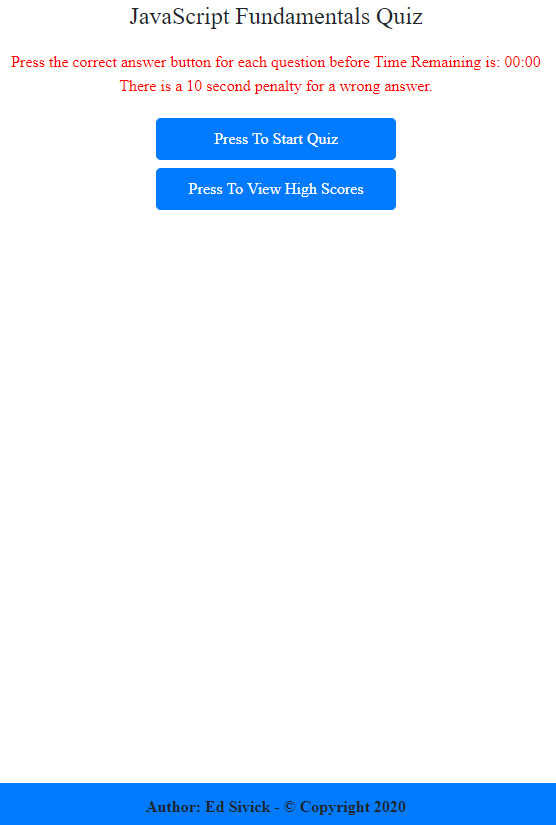 JavaScript Fundamentals Quiz
Press the correct answer button for each question before Time Remaining is: 00:00
There is a 10 second penalty for a wrong answer.
Press To Start Quiz
Press To View High Scores
Author: Ed Sivick - © Copyright 2020